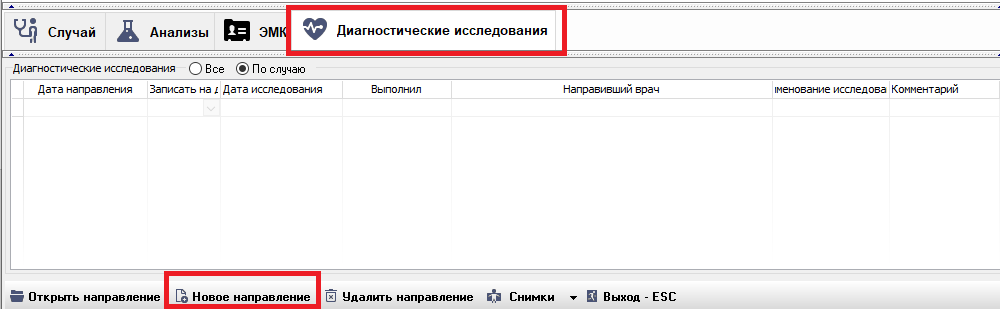 Случай Анализы ЭМК Диагностические исследования
Диагностические исследования Все По случаю
Дата направления Записать на д Дата исследования Выполнил Направивший врач именование исследова Комментарий
Открыть направление Новое направление Удалить направление Снимки Выход - ESC